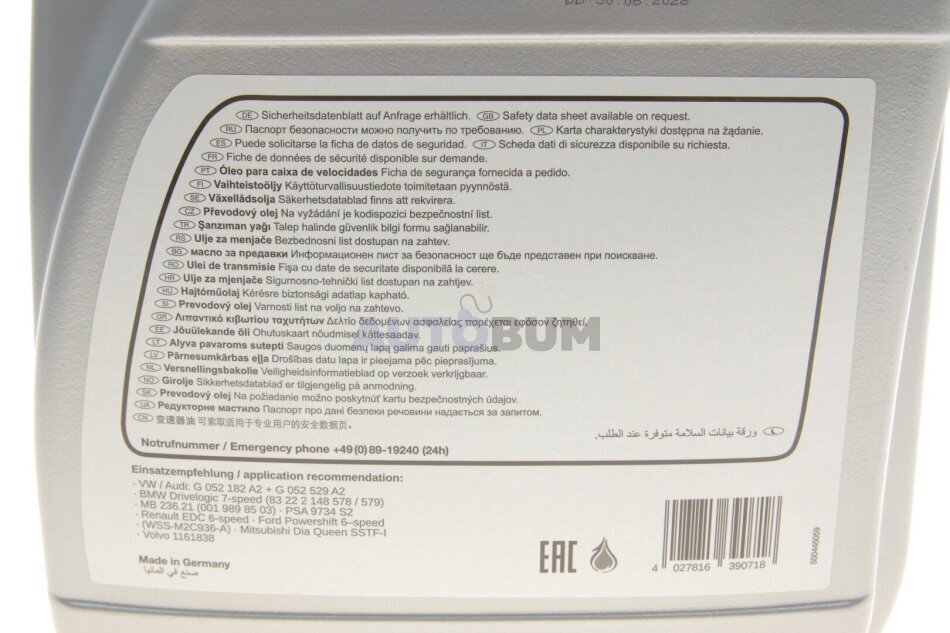 30.06.2028
DE Sicherheitsdatenblatt auf Anfrage erhältlich. GB Safety data sheet available on request.
RU Паспорт безопасности можно получить по требованию. PL Karta charakterystyki dostępna na żądanie.
ES Puede solicitarse la ficha de datos de seguridad. IT Scheda dati di sicurezza disponibile su richiesta.
FR Fiche de données de sécurité disponible sur demande.
PT Óleo para caixa de velocidades Ficha de segurança fornecida a pedido.
FI Vaihteistoöljy Käyttöturvallisuustiedote toimitetaan pyynnöstä.
SE Växellådsolja Säkerhetsdatablad finns att rekvirera.
CZ Převodový olej Na vyžádání je kodispozici bezpečnostní list.
TR Şanzıman yağı Talep halinde güvenlik bilgi formu sağlanabilir.
RS Ulje za menjače Bezbednosni list dostupan na zahtev.
BG масло за предавки Информационен лист за безопасност ще бъде представен при поискване.
RO Ulei de transmisie Fişa cu date de securitate disponibilă la cerere.
HR Ulje za mjenjače Sigurnosno-tehnički list dostupan na zahtjev.
HU Hajtóműolaj Kérésre biztonsági adatlap kapható.
SI Prevodovo olej Varnosti list na voljo na zahtevo.
GR Λιπαντικό κιβωτίου ταχυτήτων Δελτίο δεδομένων ασφαλείας παρέχεται εφόσον ζητηθεί.
EE Jõuülekande õli Ohutuskaart nõudmisel kättesaadav.
LT Alyva pavaroms sutepti Saugos duomenų lapą galima gauti paprašius.
LV Pārnesumkārbas eļļa Drošības datu lapa ir pieejama pēc pieprasījuma.
NL Versnellingsbakolie Veiligheidsinformatieblad op verzoek verkrijgbaar.
NO Girolje Sikkerhetsdatablad er tilgjengelig på anmodning.
SK Prevodový olej Na požiadanie možno poskytnúť kartu bezpečnostných údajov.
UA Редукторне мастило Паспорт про дані безпеки речовини надається за запитом.
CN 变速器油 可索取适用于专业用户的安全数据页。
ورقة بيانات السلامة متوفرة عند الطلب.
Notrufnummer / Emergency phone +49(0)89-19240 (24h)
AUTOBUM
Einsatzempfehlung / application recommendation:
· VW / Audi: G 052 182 A2 + G 052 529 A2
· BMW Drivelogic 7-speed (83 22 2 148 578 / 579)
· MB 236.21 (001 989 85 03) · PSA 9734 S2
· Renault EDC 6-speed · Ford Powershift 6-speed
· (WSS-M2C936-A) · Mitsubishi Dia Queen SSTF-I
· Volvo 1161838
Made in Germany
صنع في المانيا
EAC
4 027816 390718
500445059